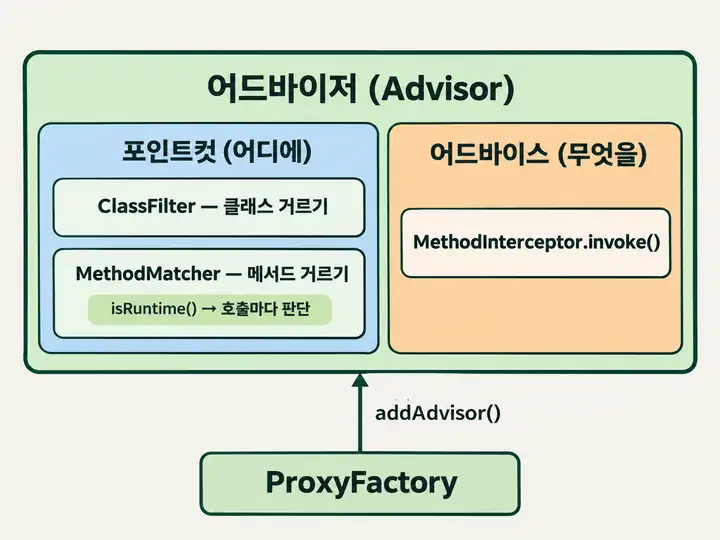 어드바이저 (Advisor)
포인트컷 (어디에)
ClassFilter — 클래스 거르기
MethodMatcher — 메서드 거르기
isRuntime() → 호출마다 판단
어드바이스 (무엇을)
MethodInterceptor.invoke()
addAdvisor()
ProxyFactory